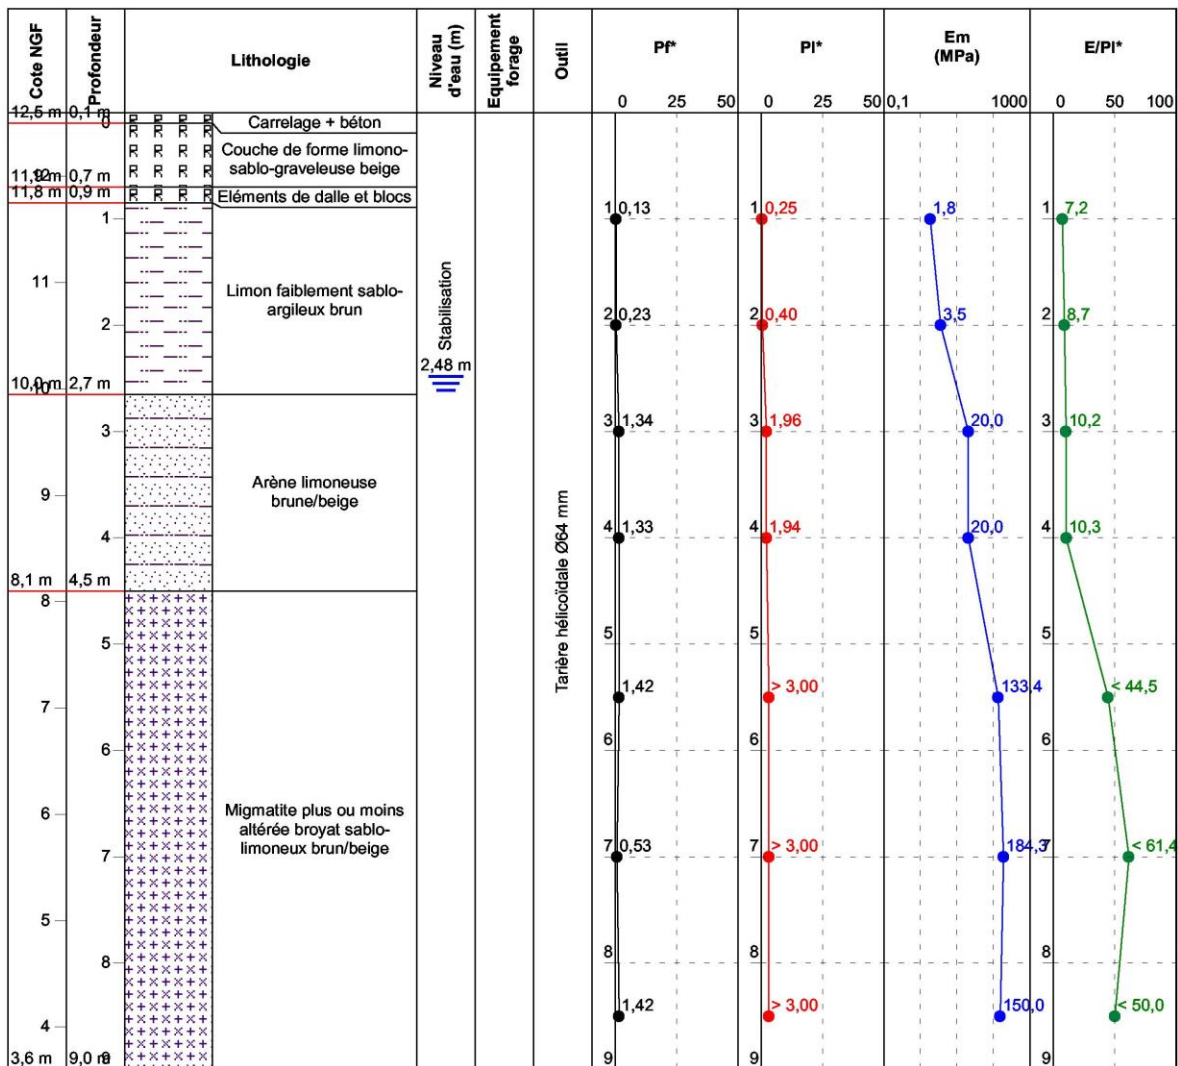 Cote NGF
Profondeur
Lithologie
Niveau
d'eau (m)
Equipement
forage
Outil
Pf*
Pl*
Em
(MPa)
E/Pl*
0 25 50
0 25 50
0,1 1000
0 50 100
12,5 m 0,1 m
0
Carrelage + béton
Couche de forme limono-
sablo-graveleuse beige
0,7 m
11,8 m 0,9 m
Eléments de dalle et blocs
1
1 0,13
1 0,25
1,8
1 7,2
11
Limon faiblement sablo-
argileux brun
Stabilisation
2
2 0,23
2 0,40
3,5
2 8,7
2,48 m
10,0 m 2,7 m
10
3
3 1,34
3 1,96
20,0
3 10,2
Arène limoneuse
brune/beige
9
4
4 1,33
4 1,94
20,0
4 10,3
Tarière hélicoïdale Ø64 mm
8,1 m 4,5 m
8
5
5
5
5
1,42
> 3,00
133,4
< 44,5
7
6
6
6
6
6
Migmatite plus ou moins
altérée broyat sablo-
limoneux brun/beige
7
7 0,53
7 > 3,00
184,3
7 < 61,4
5
8
8
8
8
1,42
> 3,00
150,0
< 50,0
4
3,6 m 9,0 m
9
9
9
9